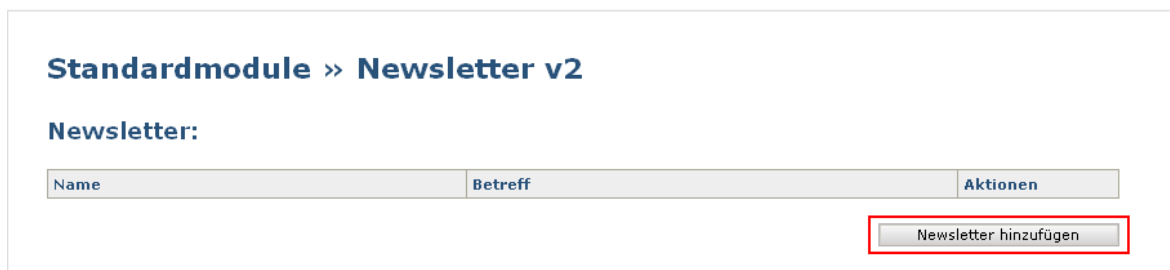 Standardmodule » Newsletter v2
Newsletter:
Name Betreff Aktionen
Newsletter hinzufügen